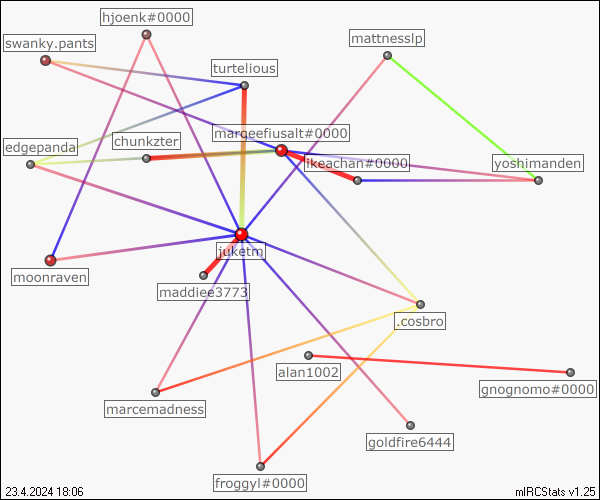 hjoenk#0000
swanky.pants
mattnesslp
turtelious
margeefiusalt#0000
chunkzter
edgepanda
likeachan#0000
yoshimanden
juketm
moonraven
maddiee3773
.cosbro
alan1002
gnognomo#0000
marcemadness
goldfire6444
froggyl#0000
23.4.2024 18:06
mIRCStats v1.25